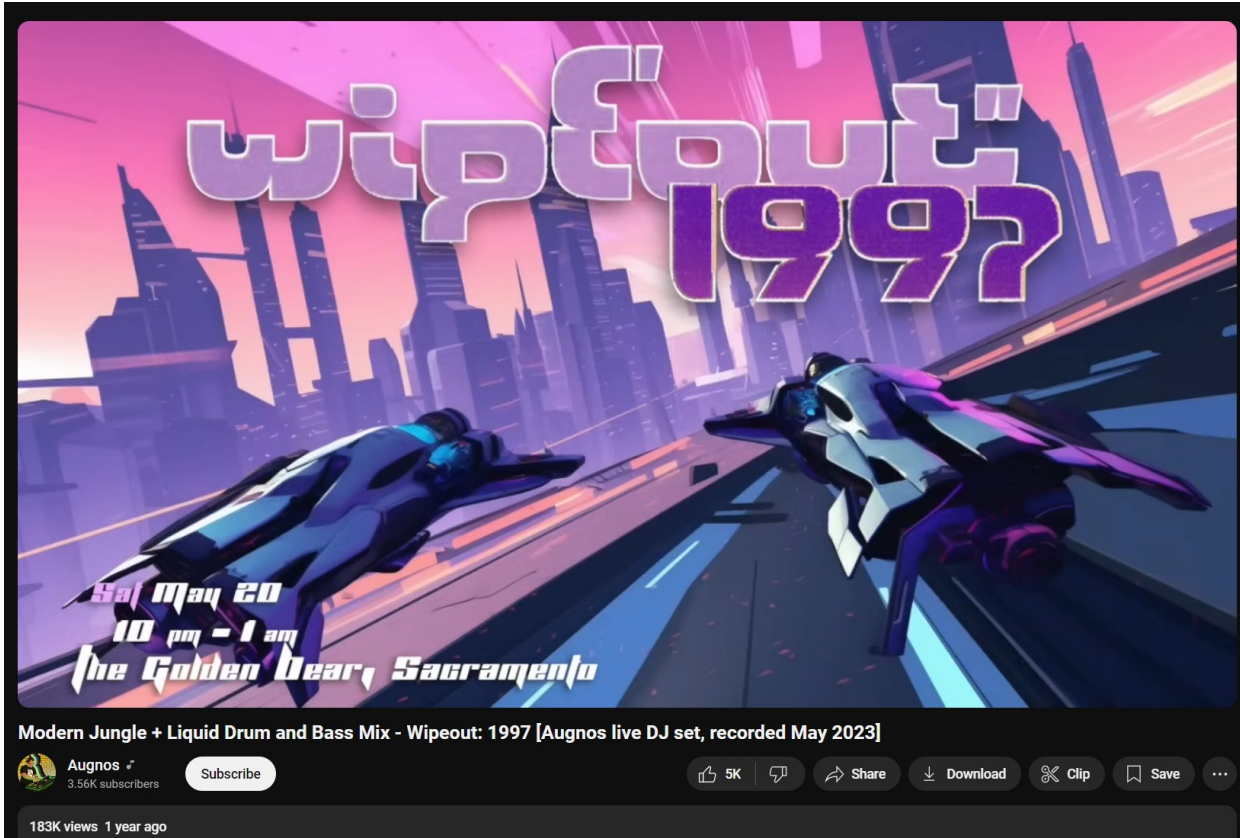 wipEout"
1997
Sat May 20
10 pm - 1 am
The Golden Bear, Sacramento
Modern Jungle + Liquid Drum and Bass Mix - Wipeout: 1997 [Augnos live DJ set, recorded May 2023]
Augnos
3.56K subscribers
Subscribe
5K
Share
Download
Clip
Save
183K views 1 year ago